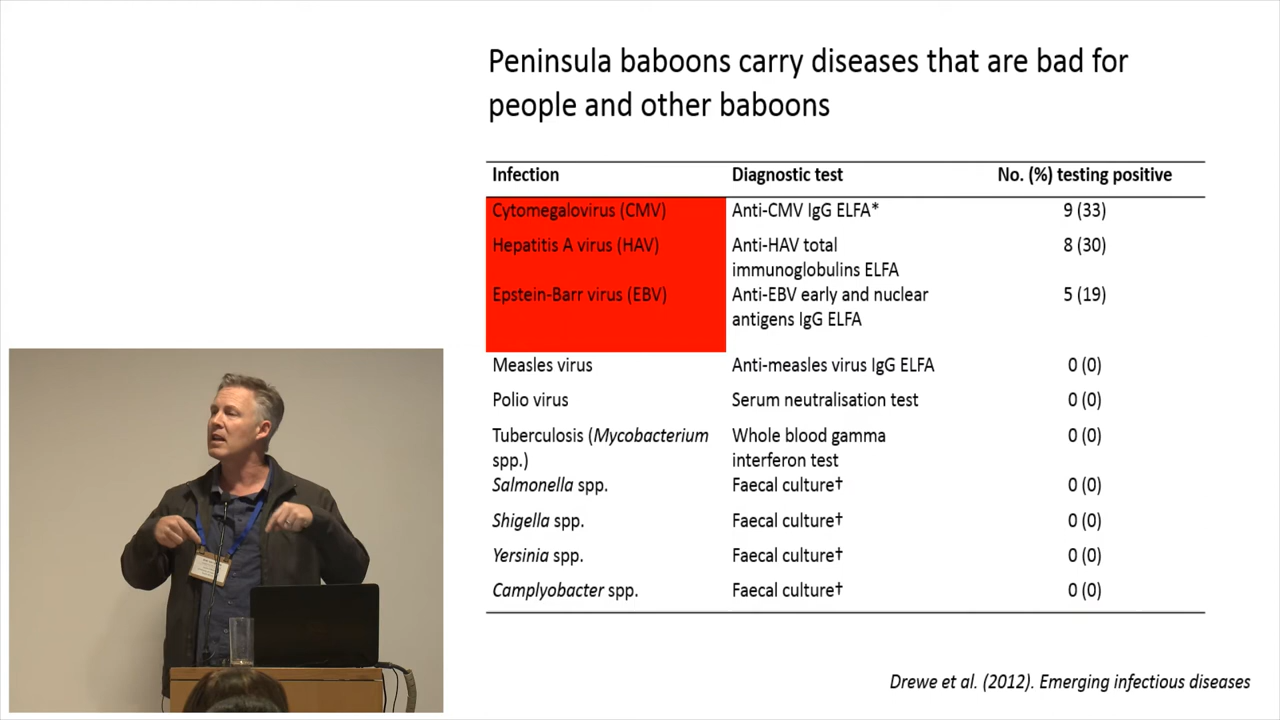 Peninsula baboons carry diseases that are bad for
people and other baboons
Infection Diagnostic test No. (%) testing positive
Cytomegalovirus (CMV) Anti-CMV IgG ELFA* 9 (33)
Hepatitis A virus (HAV) Anti-HAV total 8 (30)
immunoglobulins ELFA
Epstein-Barr virus (EBV) Anti-EBV early and nuclear 5 (19)
antigens IgG ELFA
Measles virus Anti-measles virus IgG ELFA 0 (0)
Polio virus Serum neutralisation test 0 (0)
Tuberculosis (Mycobacterium Whole blood gamma 0 (0)
spp.) interferon test
Salmonella spp. Faecal culture† 0 (0)
Shigella spp. Faecal culture† 0 (0)
Yersinia spp. Faecal culture† 0 (0)
Camplyobacter spp. Faecal culture† 0 (0)
Drewe et al. (2012). Emerging infectious diseases